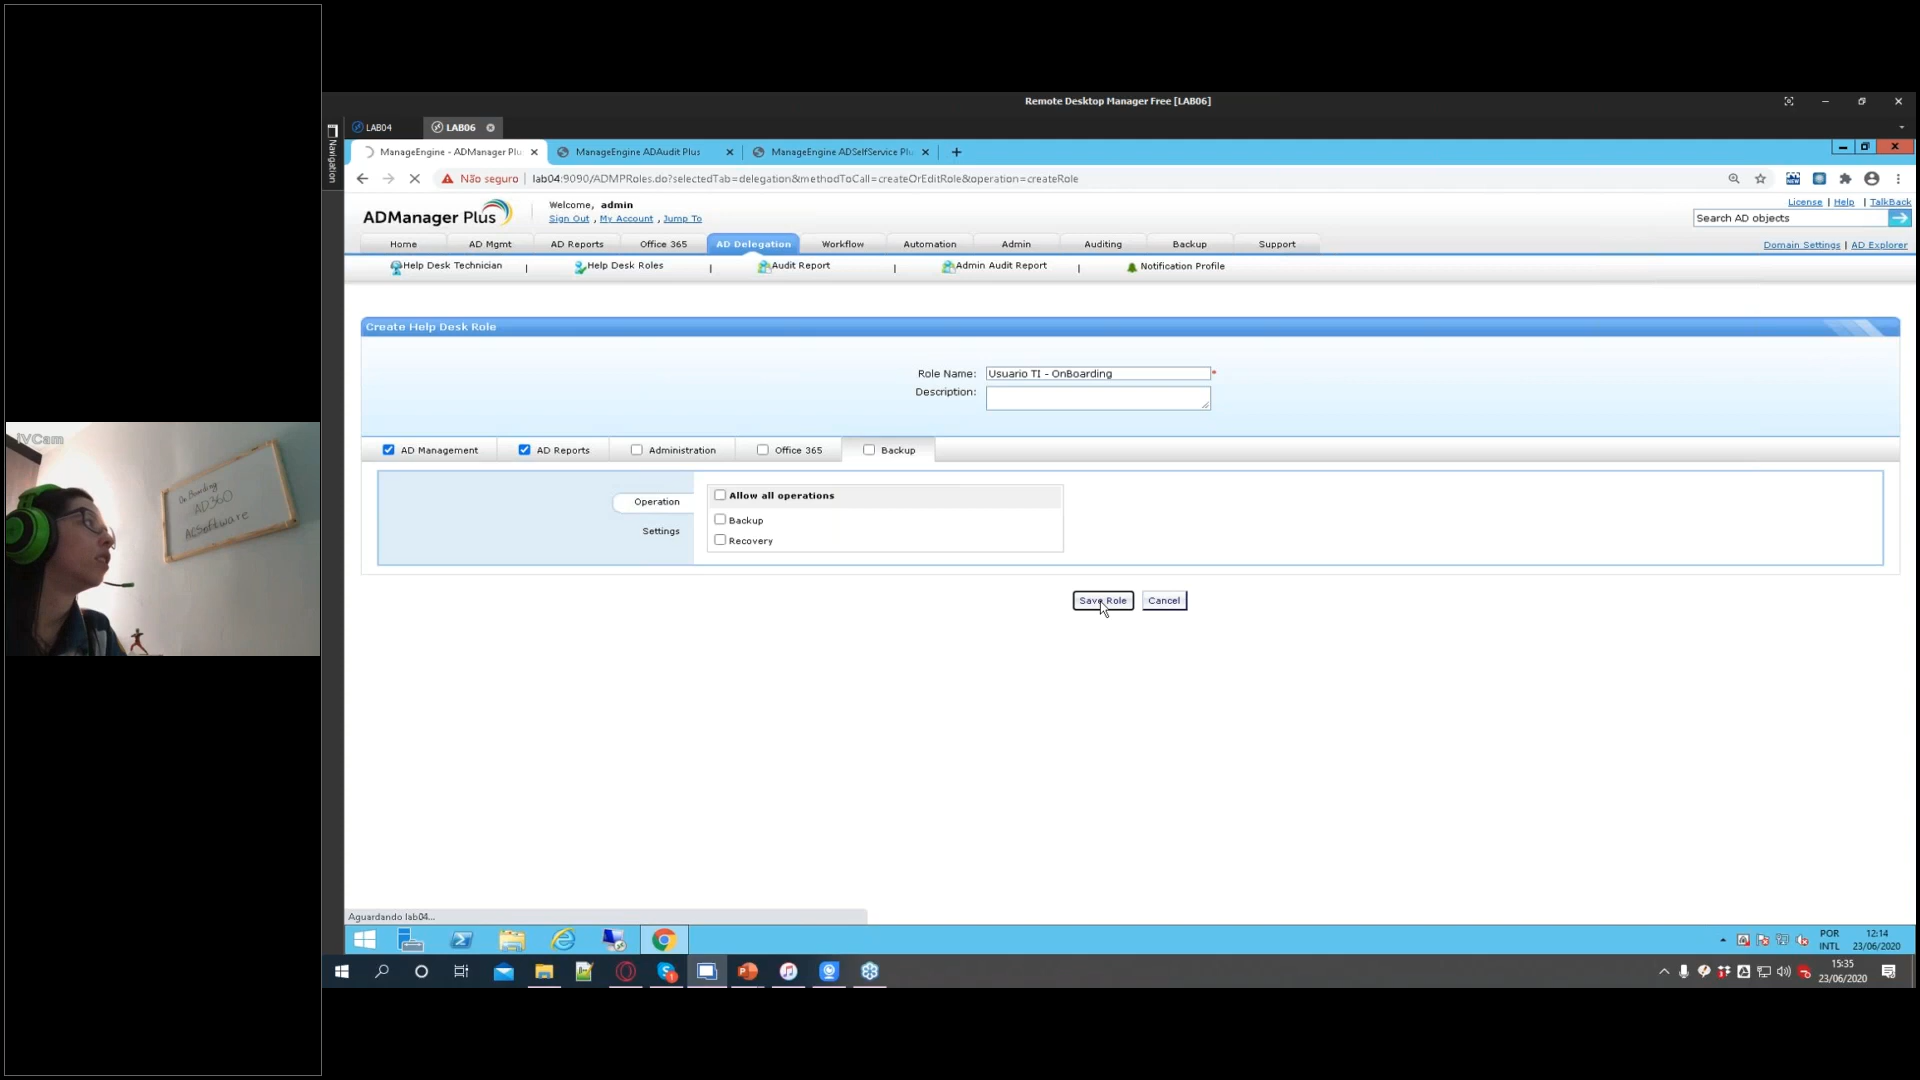 Remote Desktop Manager Free [LAB06]
Navigation
LAB04
LAB06
ManageEngine - ADManager Plu
ManageEngine ADAudit Plus
ManageEngine ADSelfService Plu
Não seguro
lab04:9090/ADMPRoles.do?selectedTab=delegation&methodToCall=createOrEditRole&operation=createRole
ADManager Plus
Welcome, admin
Sign Out , My Account , Jump To
License | Help | TalkBack
Search AD objects
Home
AD Mgmt
AD Reports
Office 365
AD Delegation
Workflow
Automation
Admin
Auditing
Backup
Support
Domain Settings | AD Explorer
Help Desk Technician
Help Desk Roles
Audit Report
Admin Audit Report
Notification Profile
Create Help Desk Role
Role Name: Usuario TI - OnBoarding *
Description:
AD Management
AD Reports
Administration
Office 365
Backup
Operation
Settings
Allow all operations
Backup
Recovery
Save Role
Cancel
iVCam
OnBoarding
AD360
ACSoftware
Aguardando lab04...
POR
INTL
12:14
23/06/2020
15:35
23/06/2020